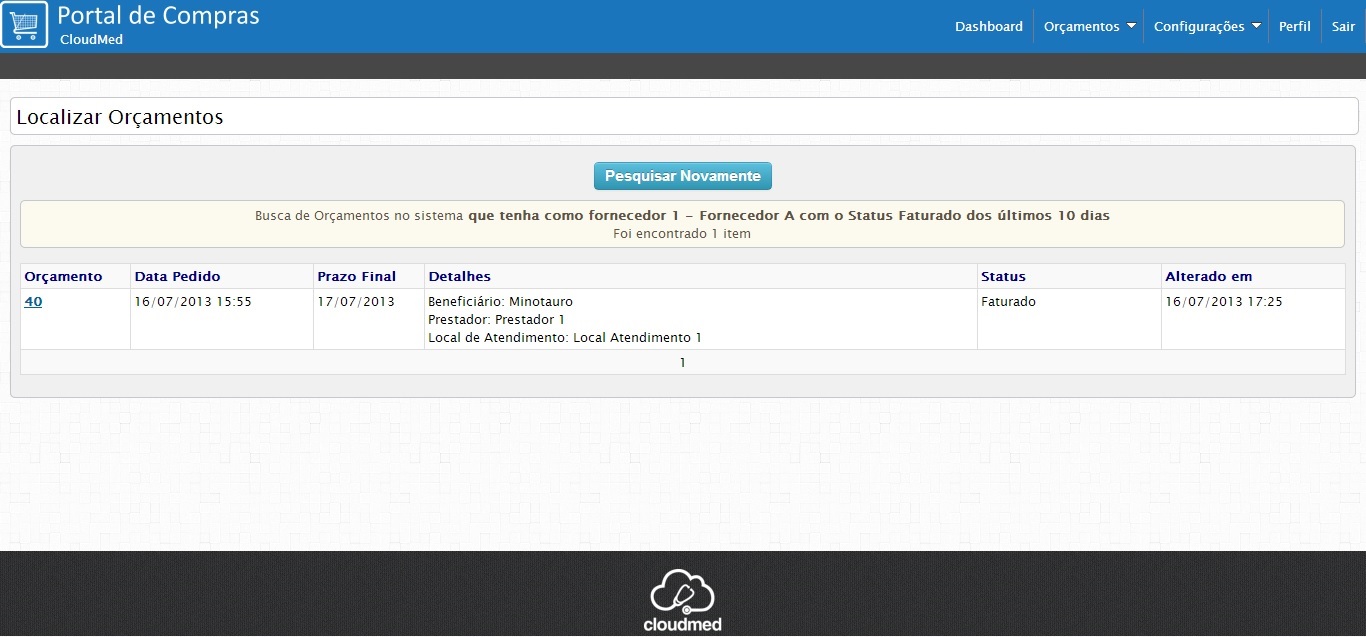 Portal de Compras
CloudMed
Dashboard Orçamentos Configurações Perfil Sair
Localizar Orçamentos
Pesquisar Novamente
Busca de Orçamentos no sistema que tenha como fornecedor 1 - Fornecedor A com o Status Faturado dos últimos 10 dias
Foi encontrado 1 item
Orçamento Data Pedido Prazo Final Detalhes Status Alterado em
40 16/07/2013 15:55 17/07/2013 Beneficiário: Minotauro Faturado 16/07/2013 17:25
Prestador: Prestador 1
Local de Atendimento: Local Atendimento 1
1
cloudmed